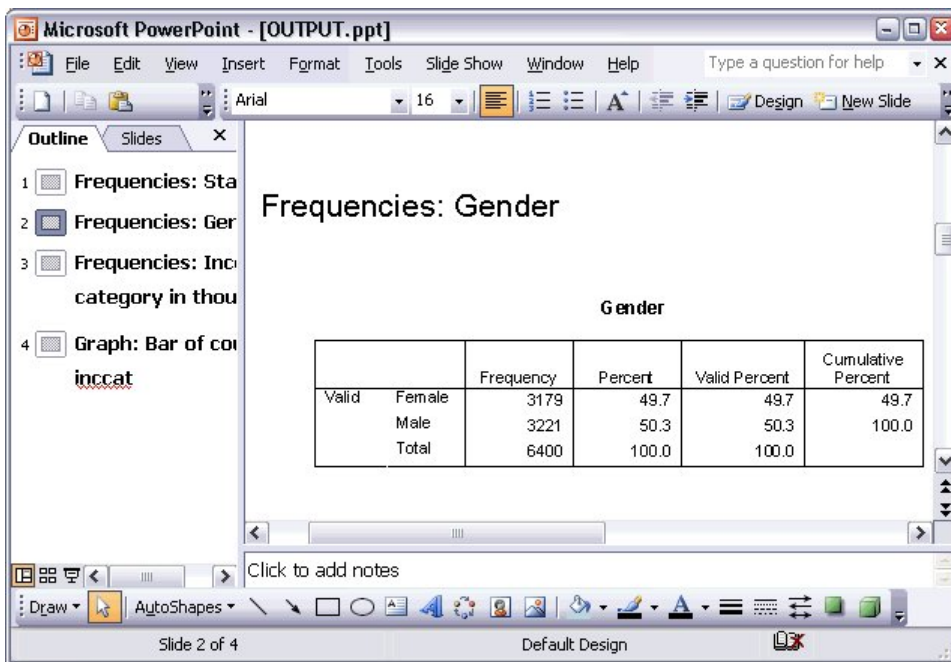 Microsoft PowerPoint - [OUTPUT.ppt]
File Edit View Insert Format Tools Slide Show Window Help Type a question for help
Arial 16 A Design New Slide
Outline Slides
1 Frequencies: Sta
2 Frequencies: Ger
3 Frequencies: Inc
category in thou
4 Graph: Bar of cou
inccat
Frequencies: Gender
Gender
Frequency Percent Valid Percent Cumulative Percent
Valid Female 3179 49.7 49.7 49.7
Male 3221 50.3 50.3 100.0
Total 6400 100.0 100.0
Click to add notes
Draw AutoShapes A A
Slide 2 of 4 Default Design